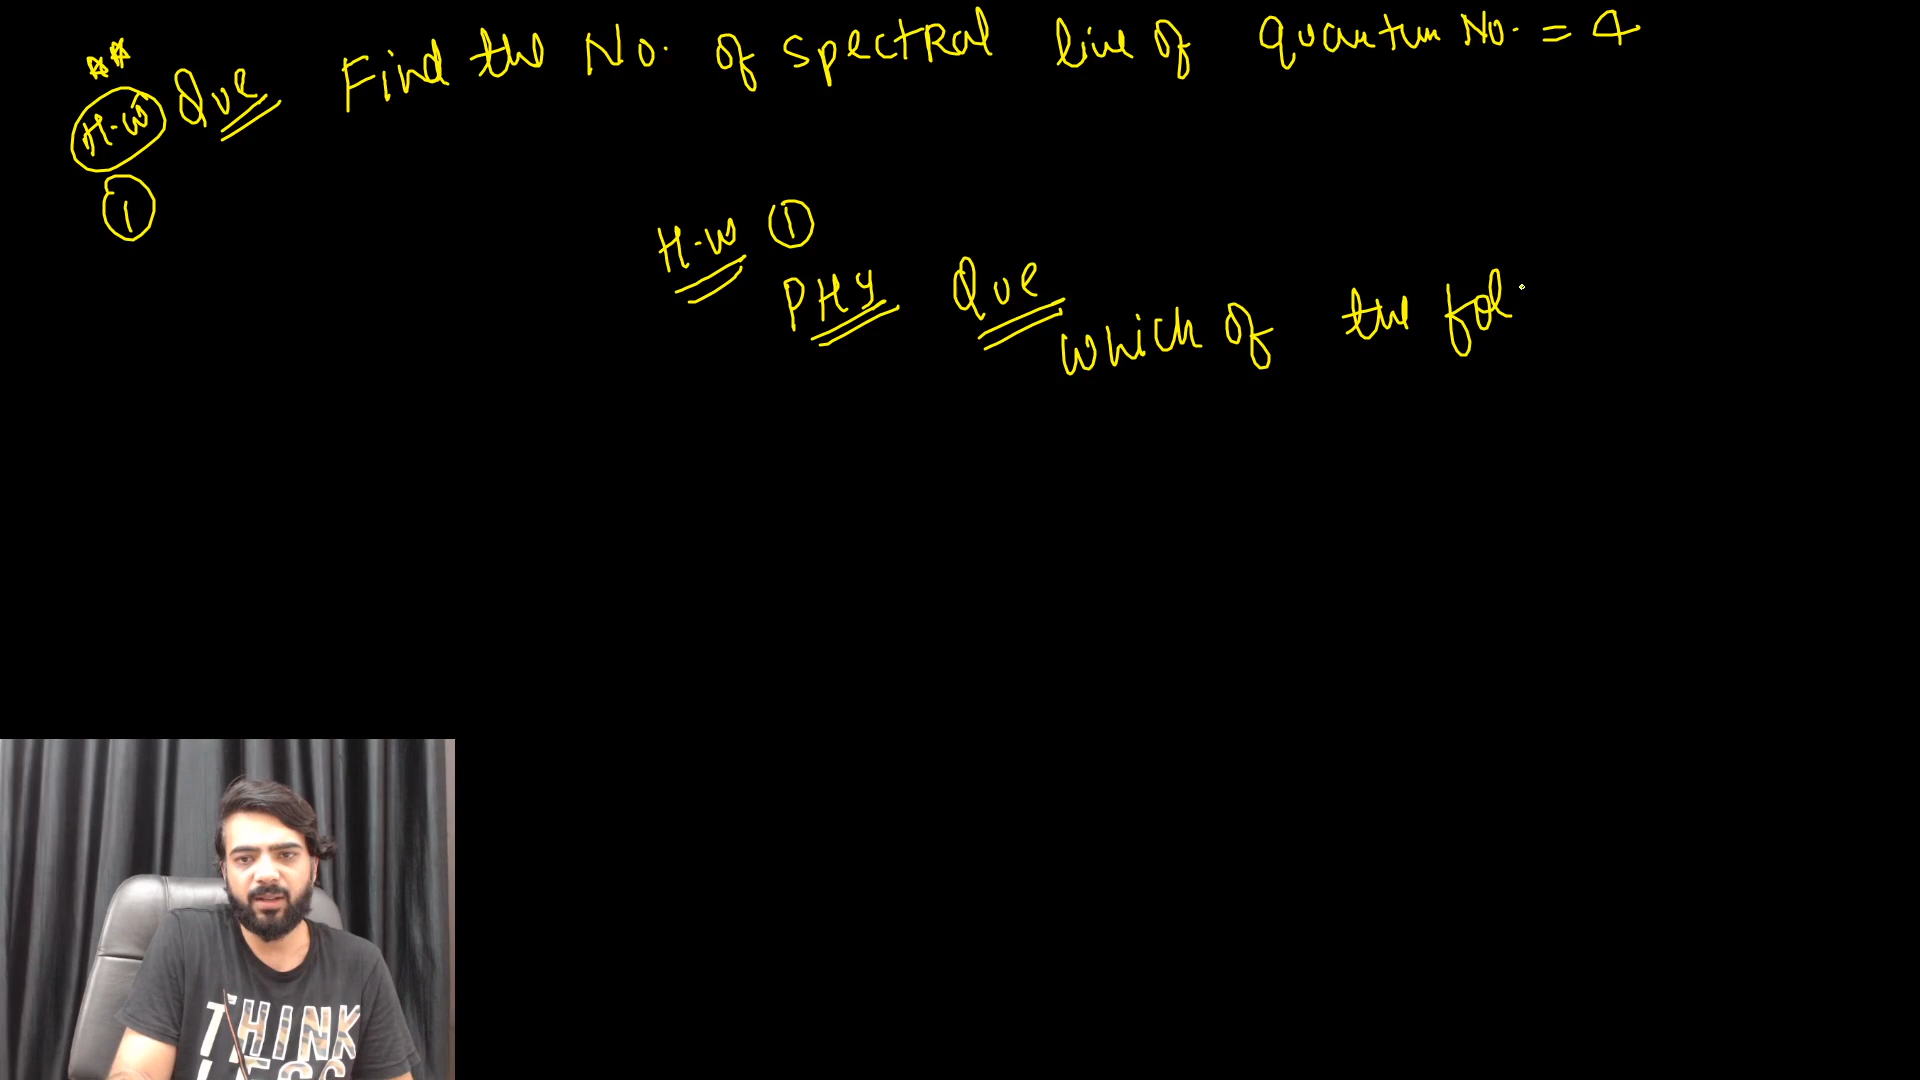 H.W Que Find the No. of spectral line of quantum No. = 4
1
H.W 1
PHY Que Which of the fol
THINK
LESS